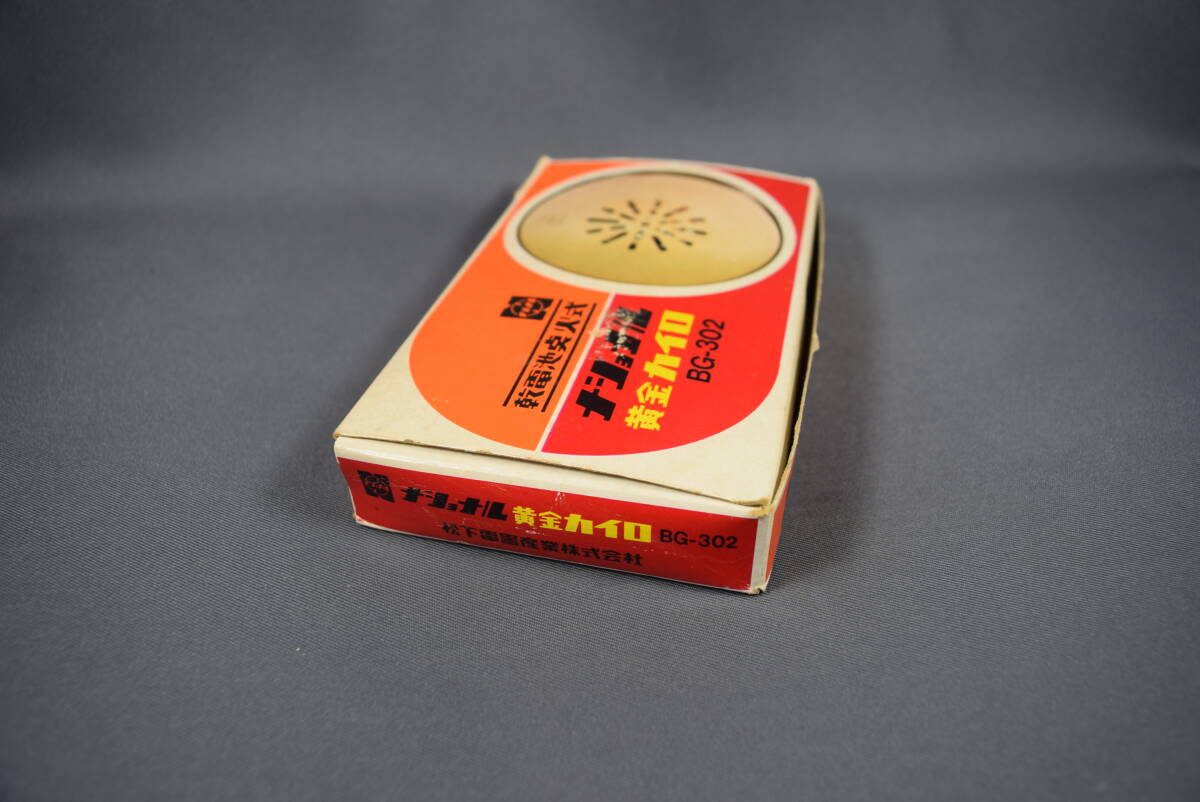 乾電池点火式
ナショナル
黄金カイロ
BG-302
ナショナル 黄金カイロ BG-302
松下電器産業株式会社